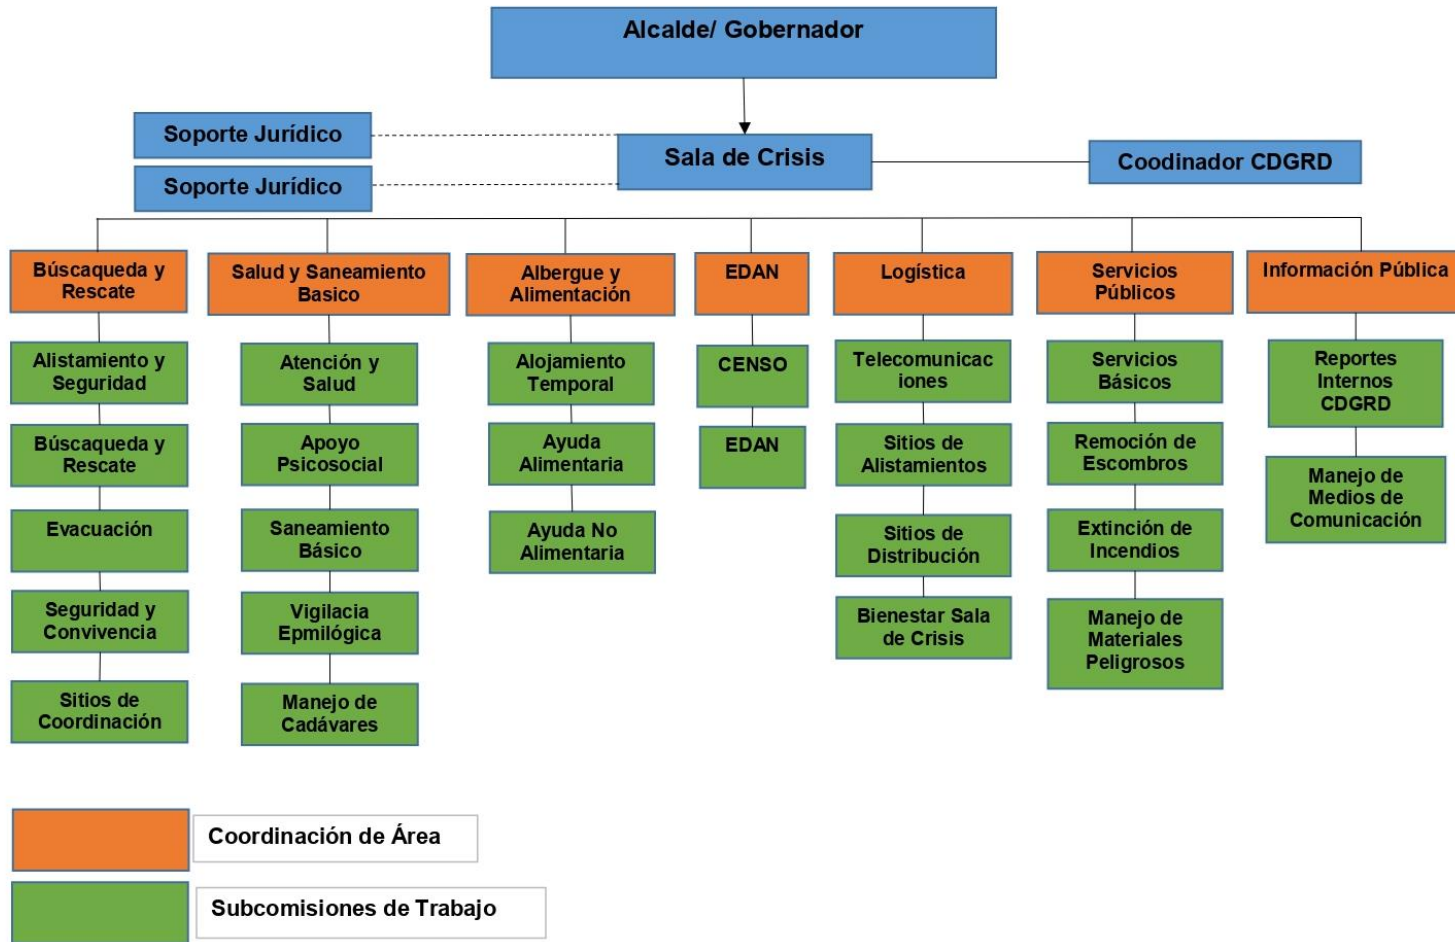 Alcalde/ Gobernador
Soporte Jurídico
Sala de Crisis
Coodinador CDGRD
Soporte Jurídico
Búscaqueda y
Rescate
Alistamiento y
Seguridad
Búscaqueda y
Rescate
Evacuación
Seguridad y
Convivencia
Sitios de
Coordinación
Salud y Saneamiento
Basico
Atención y
Salud
Apoyo
Psicosocial
Saneamiento
Básico
Vigilacia
Epmilógica
Manejo de
Cadávares
Albergue y
Alimentación
Alojamiento
Temporal
Ayuda
Alimentaria
Ayuda No
Alimentaria
EDAN
CENSO
EDAN
Logística
Telecomunicac
iones
Sitios de
Alistamientos
Sitios de
Distribución
Bienestar Sala
de Crisis
Servicios
Públicos
Servicios
Básicos
Remoción de
Escombros
Extinción de
Incendios
Manejo de
Materiales
Peligrosos
Información Pública
Reportes
Internos
CDGRD
Manejo de
Medios de
Comunicación
Coordinación de Área
Subcomisiones de Trabajo